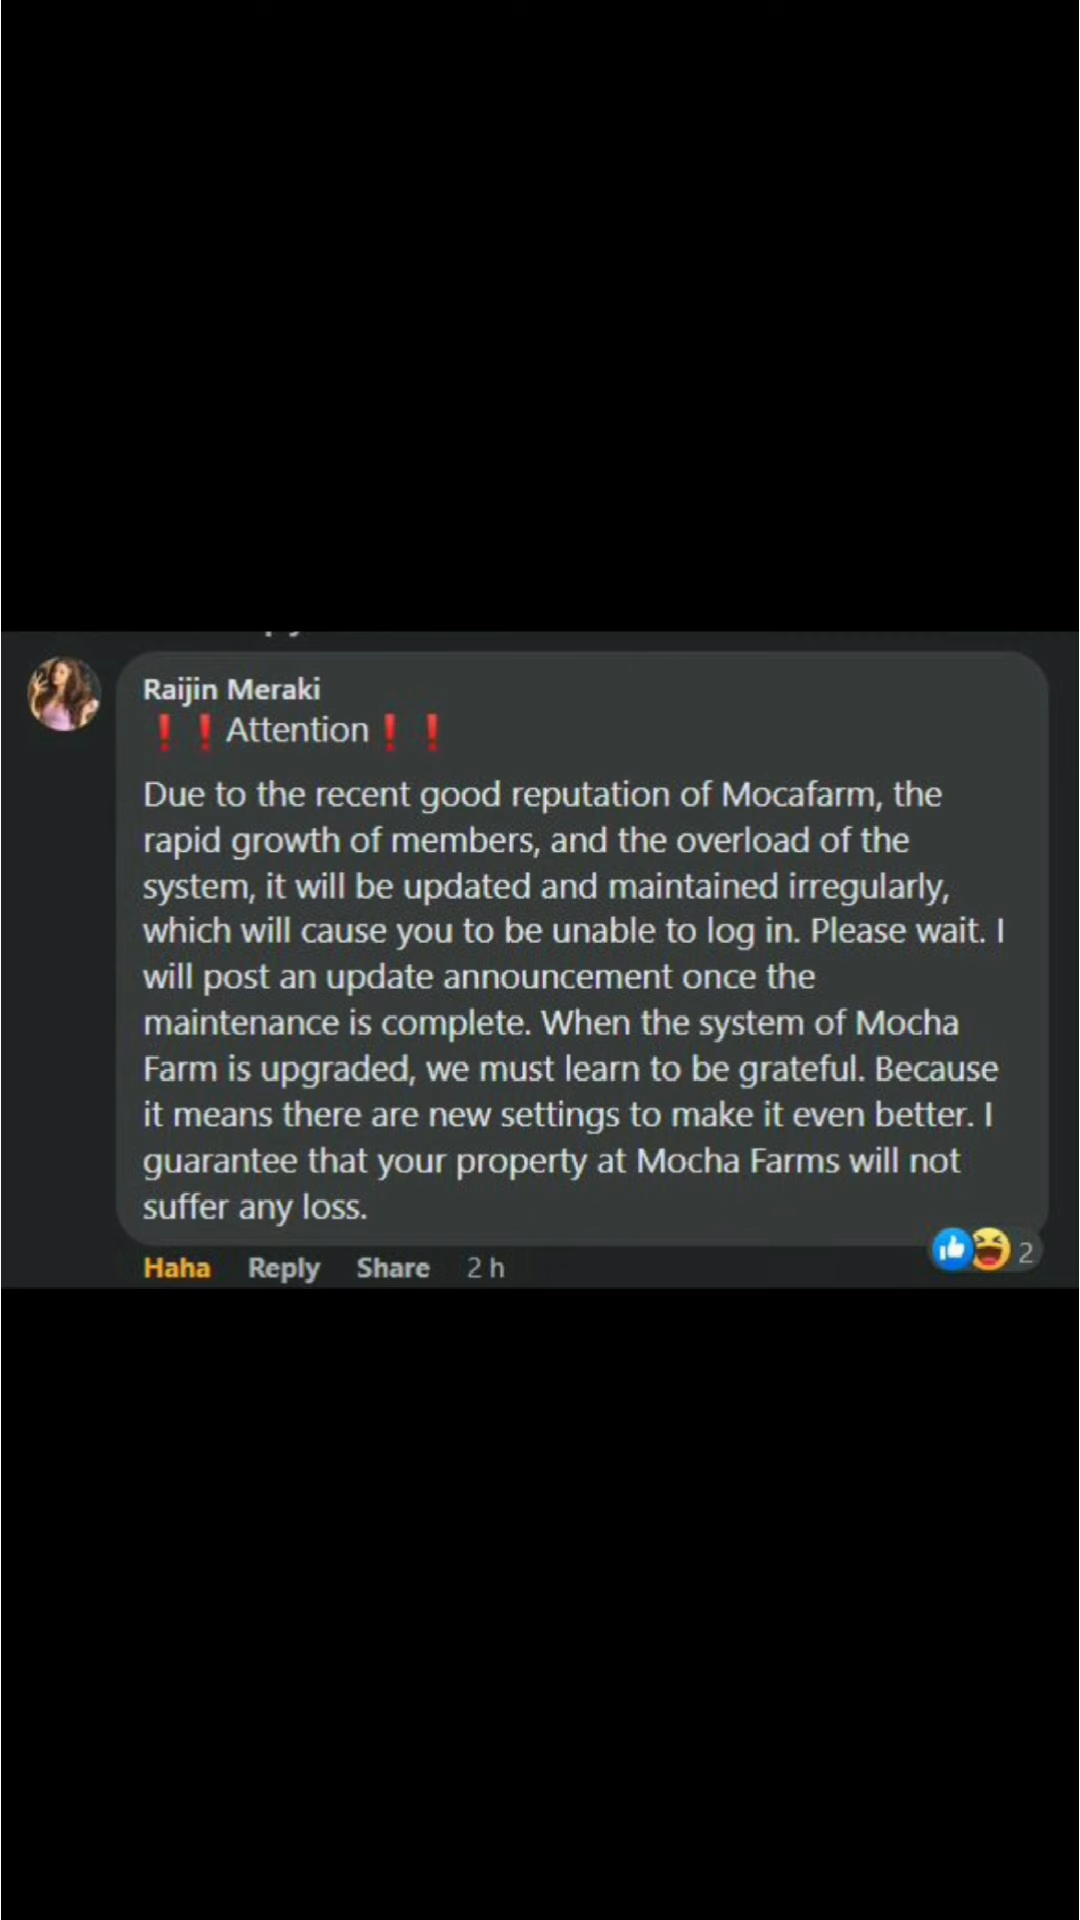 Raijin Meraki
❗❗Attention❗❗
Due to the recent good reputation of Mocafarm, the
rapid growth of members, and the overload of the
system, it will be updated and maintained irregularly,
which will cause you to be unable to log in. Please wait. I
will post an update announcement once the
maintenance is complete. When the system of Mocha
Farm is upgraded, we must learn to be grateful. Because
it means there are new settings to make it even better. I
guarantee that your property at Mocha Farms will not
suffer any loss.
Haha Reply Share 2 h 2